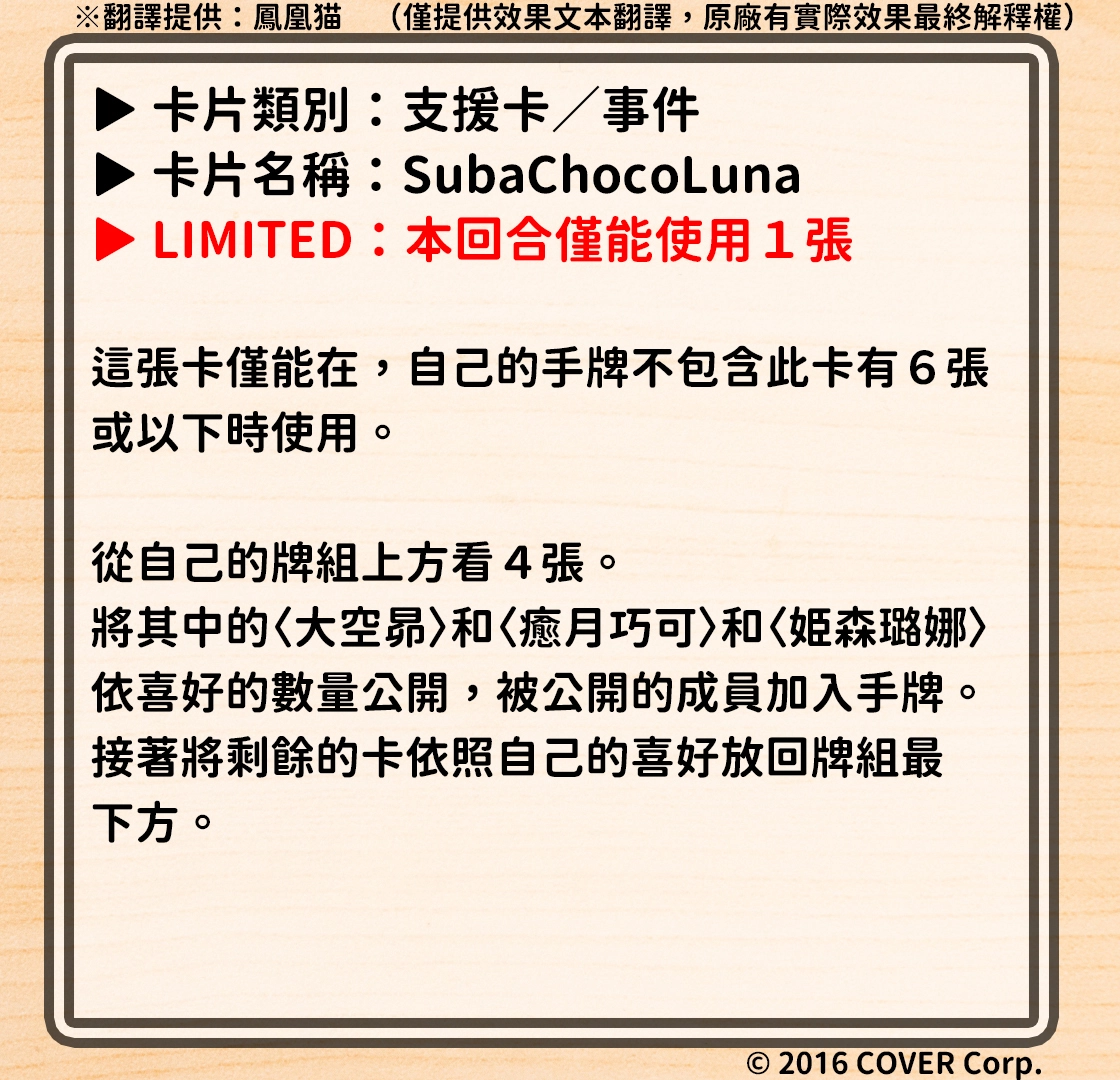 ※翻譯提供：鳳凰猫　（僅提供效果文本翻譯，原廠有實際效果最終解釋權）
▶ 卡片類別：支援卡／事件
▶ 卡片名稱：SubaChocoLuna
▶ LIMITED：本回合僅能使用１張
這張卡僅能在，自己的手牌不包含此卡有６張
或以下時使用。
從自己的牌組上方看４張。
將其中的〈大空昴〉和〈癒月巧可〉和〈姫森璐娜〉
依喜好的數量公開，被公開的成員加入手牌。
接著將剩餘的卡依照自己的喜好放回牌組最
下方。
© 2016 COVER Corp.